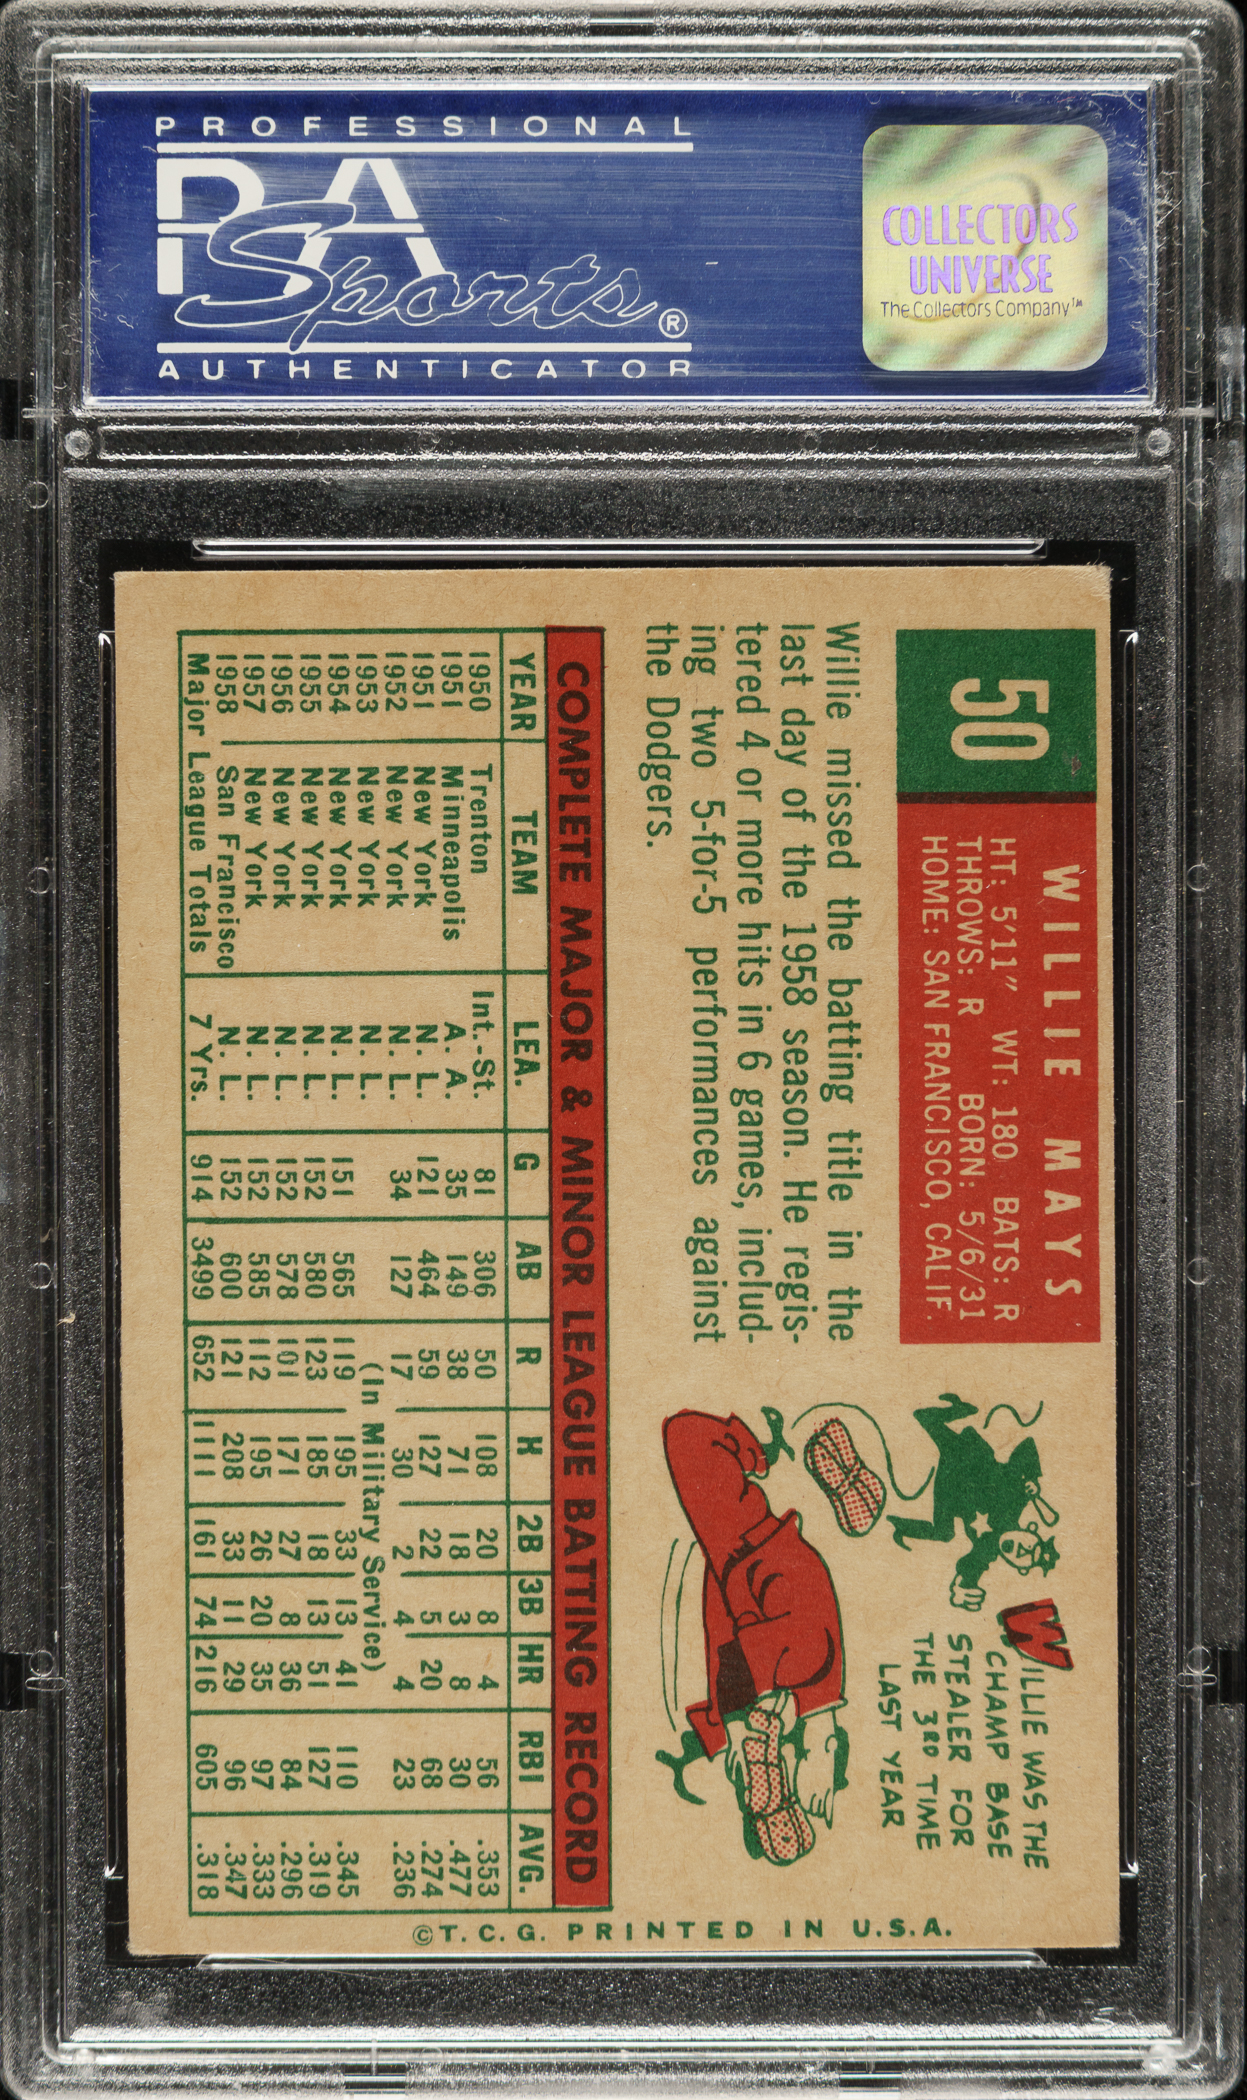 PROFESSIONAL
PSA
Sports®
AUTHENTICATOR
COLLECTORS
UNIVERSE
The Collectors Company™
50
WILLIE MAYS
HT: 5'11" WT: 180 BATS: R
THROWS: R BORN: 5/6/31
HOME: SAN FRANCISCO, CALIF.
WILLIE WAS THE
CHAMP BASE
STEALER FOR
THE 3RD TIME
LAST YEAR
Willie missed the batting title in the
last day of the 1958 season. He regis-
tered 4 or more hits in 6 games, includ-
ing two 5-for-5 performances against
the Dodgers.
COMPLETE MAJOR & MINOR LEAGUE BATTING RECORD
YEAR TEAM LEA. G AB R H 2B 3B HR RBI AVG.
1950 Trenton Int.-St. 81 306 50 108 20 8 4 56 .353
1951 Minneapolis A. A. 35 149 38 71 18 3 8 30 .477
1951 New York N. L. 121 464 59 127 22 5 20 68 .274
1952 New York N. L. 34 127 17 30 2 4 4 23 .236
1953 New York N. L. (In Military Service)
1954 New York N. L. 151 565 119 195 33 13 41 110 .345
1955 New York N. L. 152 580 123 185 18 13 51 127 .319
1956 New York N. L. 152 578 101 171 27 8 36 84 .296
1957 New York N. L. 152 585 112 195 26 20 35 97 .333
1958 San Francisco N. L. 152 600 121 208 33 11 29 96 .347
Major League Totals 7 Yrs. 914 3499 652 1111 161 74 216 605 .318
©T. C. G. PRINTED IN U.S.A.